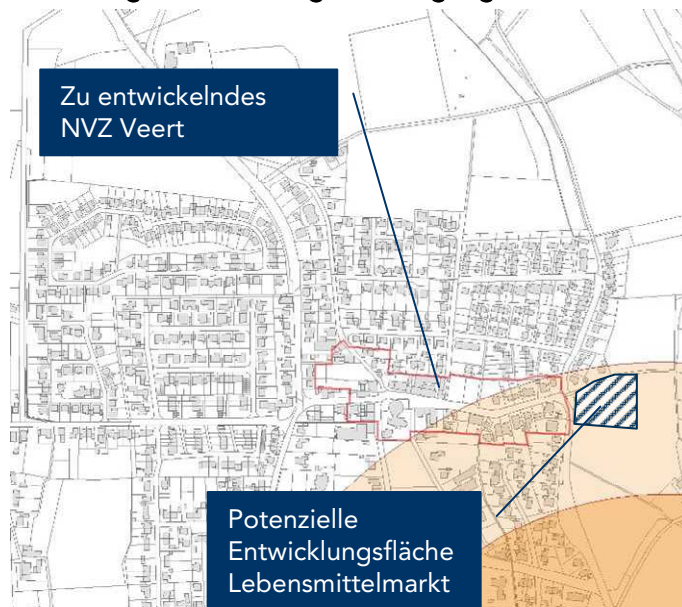 Zu entwickelndes
NVZ Veert
Potenzielle
Entwicklungsfläche
Lebensmittelmarkt